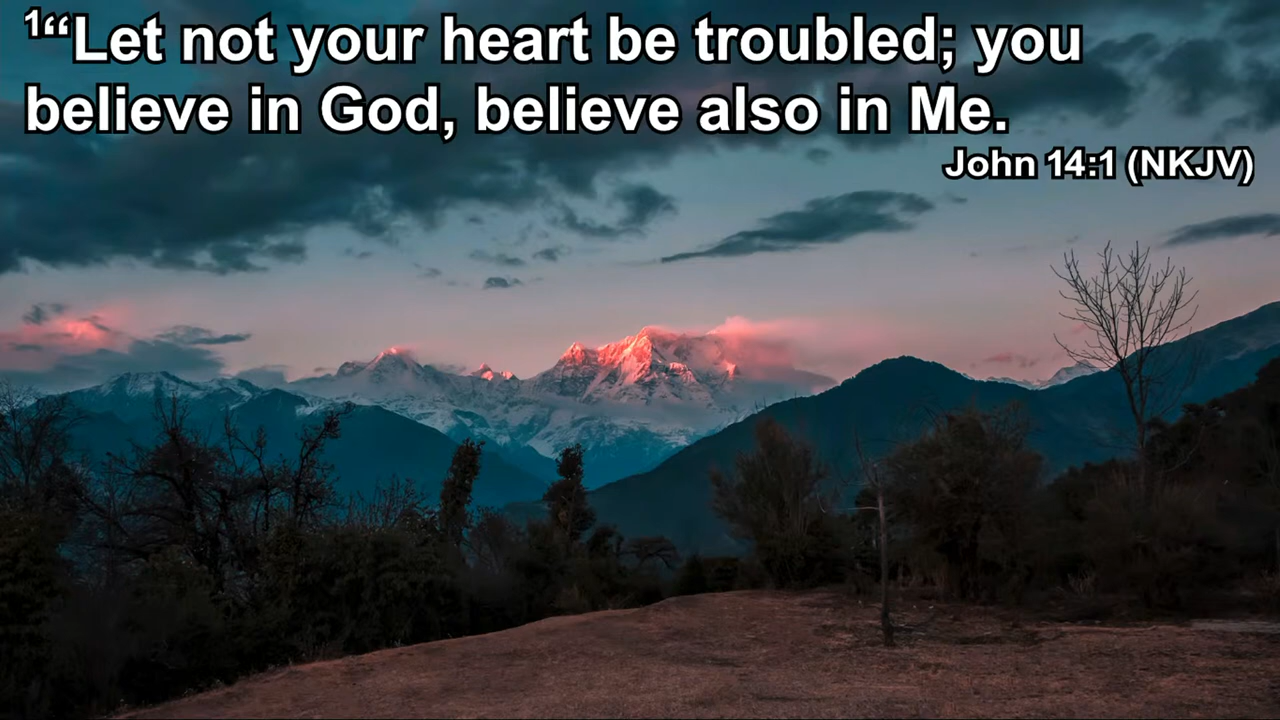 1“Let not your heart be troubled; you
believe in God, believe also in Me.
John 14:1 (NKJV)